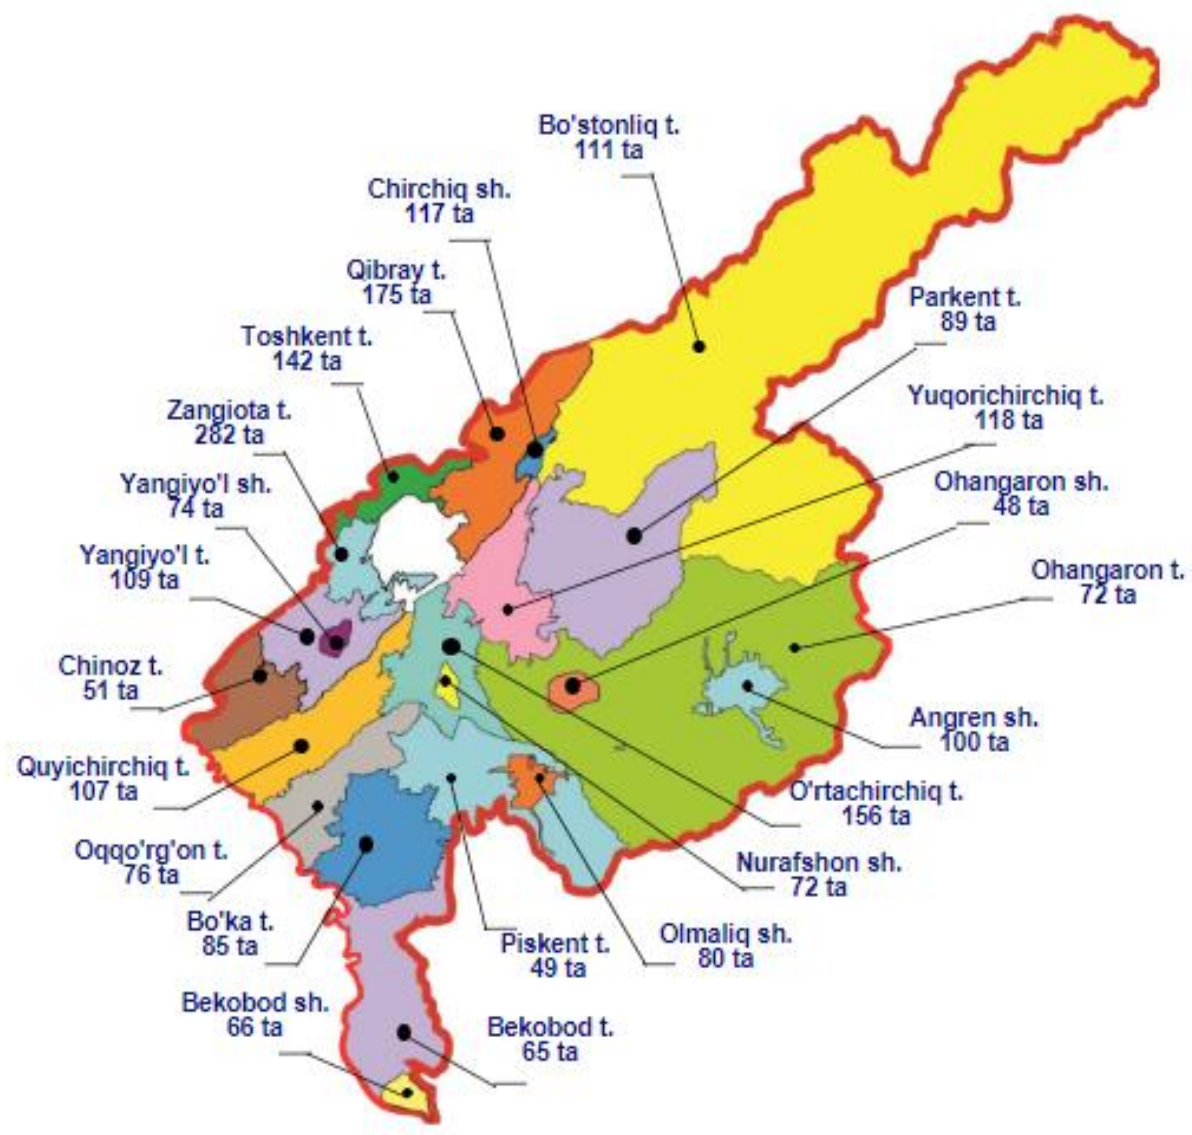 Bo'stonliq t.
111 ta
Chirchiq sh.
117 ta
Qibray t.
175 ta
Parkent t.
89 ta
Toshkent t.
142 ta
Yuqorichirchiq t.
118 ta
Zangiota t.
282 ta
Ohangaron sh.
48 ta
Yangiyo'l sh.
74 ta
Yangiyo'l t.
109 ta
Ohangaron t.
72 ta
Chinoz t.
51 ta
Angren sh.
100 ta
Quyichirchiq t.
107 ta
O'rtachirchiq t.
156 ta
Oqqo'rg'on t.
76 ta
Nurafshon sh.
72 ta
Bo'ka t.
85 ta
Piskent t.
49 ta
Olmaliq sh.
80 ta
Bekobod sh.
66 ta
Bekobod t.
65 ta